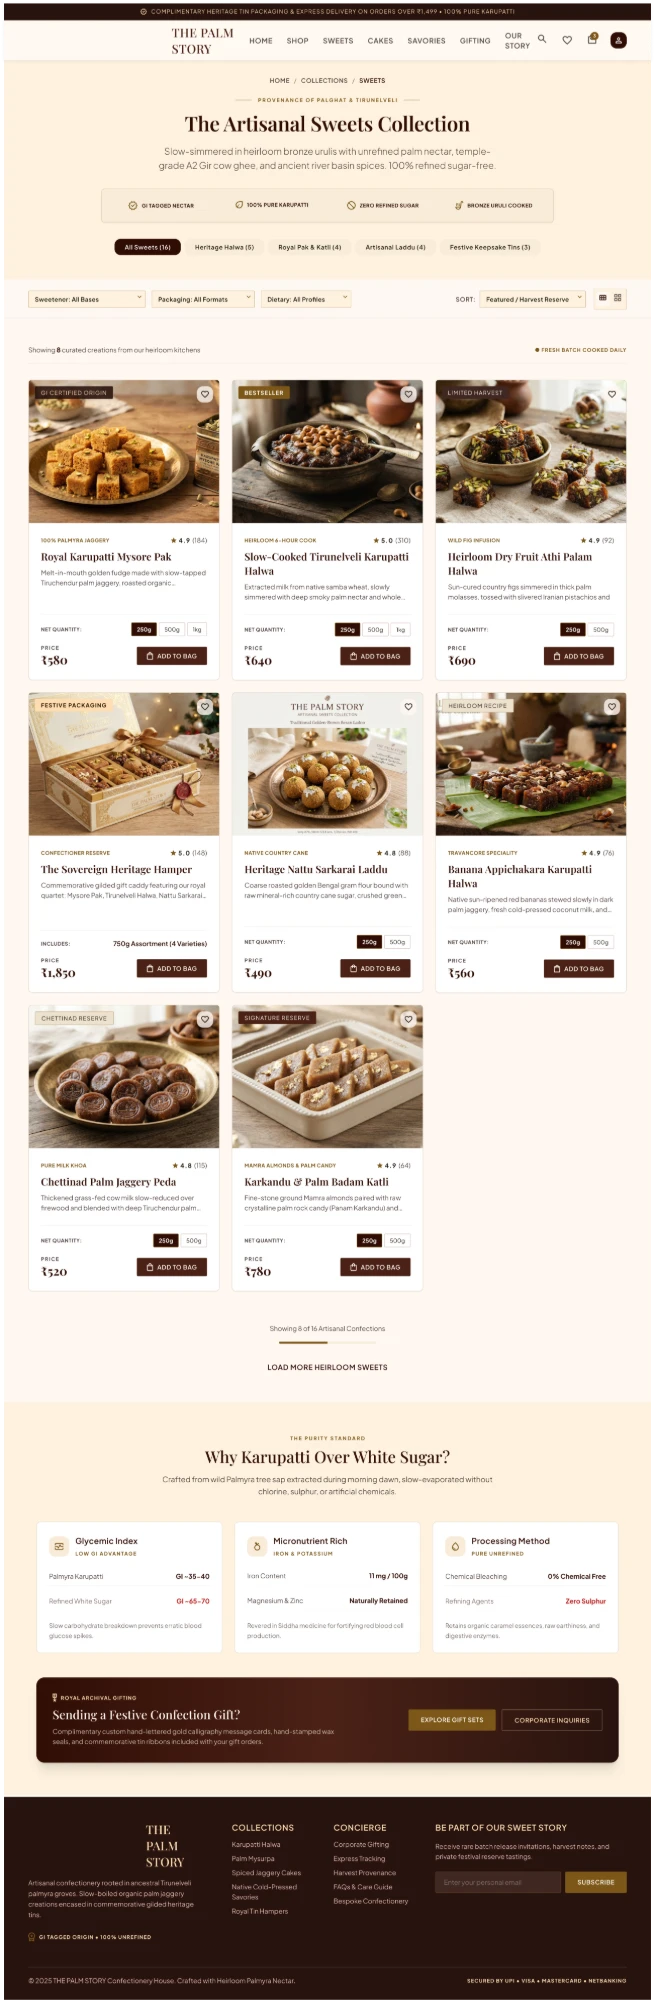 COMPLIMENTARY HERITAGE TIN PACKAGING & EXPRESS DELIVERY ON ORDERS OVER ₹1,499 • 100% PURE KARUPATTI
THE PALM
STORY
HOME
SHOP
SWEETS
CAKES
SAVORIES
GIFTING
OUR
STORY
HOME / COLLECTIONS / SWEETS
PROVENANCE OF PALGHAT & TIRUNELVELI
The Artisanal Sweets Collection
Slow-simmered in heirloom bronze urulis with unrefined palm nectar, temple-
grade A2 Gir cow ghee, and ancient river basin spices. 100% refined sugar-free.
GI TAGGED NECTAR
100% PURE KARUPATTI
ZERO REFINED SUGAR
BRONZE URULI COOKED
All Sweets (16)
Heritage Halwa (5)
Royal Pak & Katli (4)
Artisanal Laddu (4)
Festive Keepsake Tins (3)
Sweetener: All Bases
Packaging: All Formats
Dietary: All Profiles
SORT:
Featured / Harvest Reserve
Showing 8 curated creations from our heirloom kitchens
FRESH BATCH COOKED DAILY
GI CERTIFIED ORIGIN
100% PALMYRA JAGGERY
4.9 (184)
Royal Karupatti Mysore Pak
Melt-in-mouth golden fudge made with slow-tapped
Tiruchendur palm jaggery, roasted organic...
NET QUANTITY:
250g
500g
1kg
PRICE
₹580
ADD TO BAG
BESTSELLER
HEIRLOOM 6-HOUR COOK
5.0 (310)
Slow-Cooked Tirunelveli Karupatti
Halwa
Extracted milk from native samba wheat, slowly
simmered with deep smoky palm nectar and whole...
NET QUANTITY:
250g
500g
1kg
PRICE
₹640
ADD TO BAG
LIMITED HARVEST
WILD FIG INFUSION
4.9 (92)
Heirloom Dry Fruit Athi Palam
Halwa
Sun-cured country figs simmered in thick palm
molasses, tossed with slivered Iranian pistachios and
NET QUANTITY:
250g
500g
PRICE
₹690
ADD TO BAG
FESTIVE PACKAGING
CONFECTIONER RESERVE
5.0 (148)
The Sovereign Heritage Hamper
Commemorative gilded gift caddy featuring our royal
quartet: Mysore Pak, Tirunelveli Halwa, Nattu Sarkarai...
INCLUDES:
750g Assortment (4 Varieties)
PRICE
₹1,850
ADD TO BAG
THE PALM STORY
ARTISANAL SWEETS COLLECTION
NATIVE COUNTRY CANE
4.8 (88)
Heritage Nattu Sarkarai Laddu
Coarse roasted golden Bengal gram flour bound with
raw mineral-rich country cane sugar, crushed green...
NET QUANTITY:
250g
500g
PRICE
₹490
ADD TO BAG
HEIRLOOM RECIPE
TRAVANCORE SPECIALITY
4.9 (76)
Banana Appichakara Karupatti
Halwa
Native sun-ripened red bananas stewed slowly in dark
palm jaggery, fresh cold-pressed coconut milk, and...
NET QUANTITY:
250g
500g
PRICE
₹560
ADD TO BAG
CHETTINAD RESERVE
PURE MILK KHOA
4.8 (115)
Chettinad Palm Jaggery Peda
Thickened grass-fed cow milk slow-reduced over
firewood and blended with deep Tiruchendur palm...
NET QUANTITY:
250g
500g
PRICE
₹520
ADD TO BAG
SIGNATURE RESERVE
MAMRA ALMONDS & PALM CANDY
4.9 (64)
Karkandu & Palm Badam Katli
Fine-stone ground Mamra almonds paired with raw
crystalline palm rock candy (Panam Karkandu) and...
NET QUANTITY:
250g
500g
PRICE
₹780
ADD TO BAG
Showing 8 of 16 Artisanal Confections
LOAD MORE HEIRLOOM SWEETS
THE PURITY STANDARD
Why Karupatti Over White Sugar?
Crafted from wild Palmyra tree sap extracted during morning dawn, slow-evaporated without
chlorine, sulphur, or artificial chemicals.
Glycemic Index
LOW GI ADVANTAGE
Palmyra Karupatti
GI ~35-40
Refined White Sugar
GI ~65-70
Slow carbohydrate breakdown prevents erratic blood
glucose spikes.
Micronutrient Rich
IRON & POTASSIUM
Iron Content
11 mg / 100g
Magnesium & Zinc
Naturally Retained
Revered in Siddha medicine for fortifying red blood cell
production.
Processing Method
PURE UNREFINED
Chemical Bleaching
0% Chemical Free
Refining Agents
Zero Sulphur
Retains organic caramel essences, raw earthiness, and
digestive enzymes.
ROYAL ARCHIVAL GIFTING
Sending a Festive Confection Gift?
Complimentary custom hand-lettered gold calligraphy message cards, hand-stamped wax
seals, and commemorative tin ribbons included with your gift orders.
EXPLORE GIFT SETS
CORPORATE INQUIRIES
THE
PALM
STORY
Artisanal confectionery rooted in ancestral Tirunelveli
palmyra groves. Slow-boiled organic palm jaggery
creations encased in commemorative gilded heritage
tins.
GI TAGGED ORIGIN • 100% UNREFINED
COLLECTIONS
Karupatti Halwa
Palm Mysurpa
Spiced Jaggery Cakes
Native Cold-Pressed
Savories
Royal Tin Hampers
CONCIERGE
Corporate Gifting
Express Tracking
Harvest Provenance
FAQs & Care Guide
Bespoke Confectionery
BE PART OF OUR SWEET STORY
Receive rare batch release invitations, harvest notes, and
private festival reserve tastings.
Enter your personal email
SUBSCRIBE
© 2025 THE PALM STORY Confectionery House. Crafted with Heirloom Palmyra Nectar.
SECURED BY UPI • VISA • MASTERCARD • NETBANKING